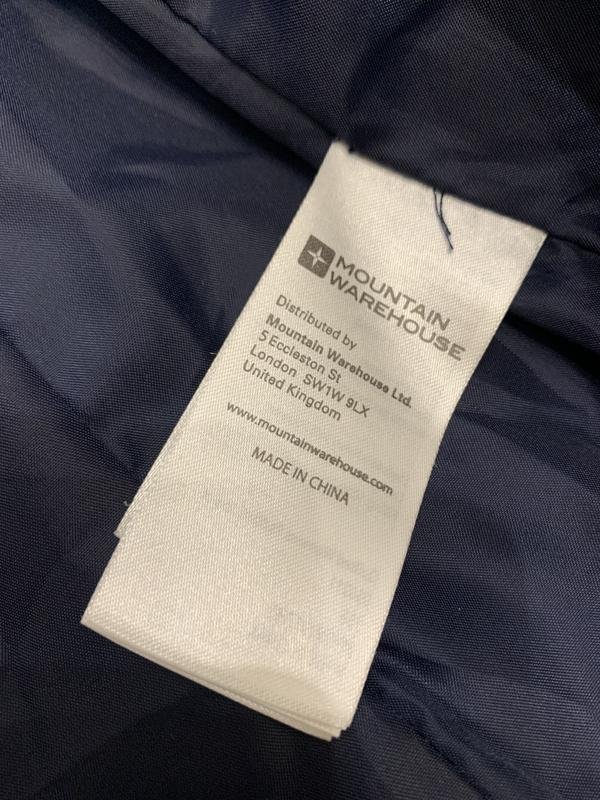 MOUNTAIN
WAREHOUSE
Distributed by
Mountain Warehouse Ltd.
5 Eccleston St
London, SW1W 9LX
United Kingdom
www.mountainwarehouse.com
MADE IN CHINA